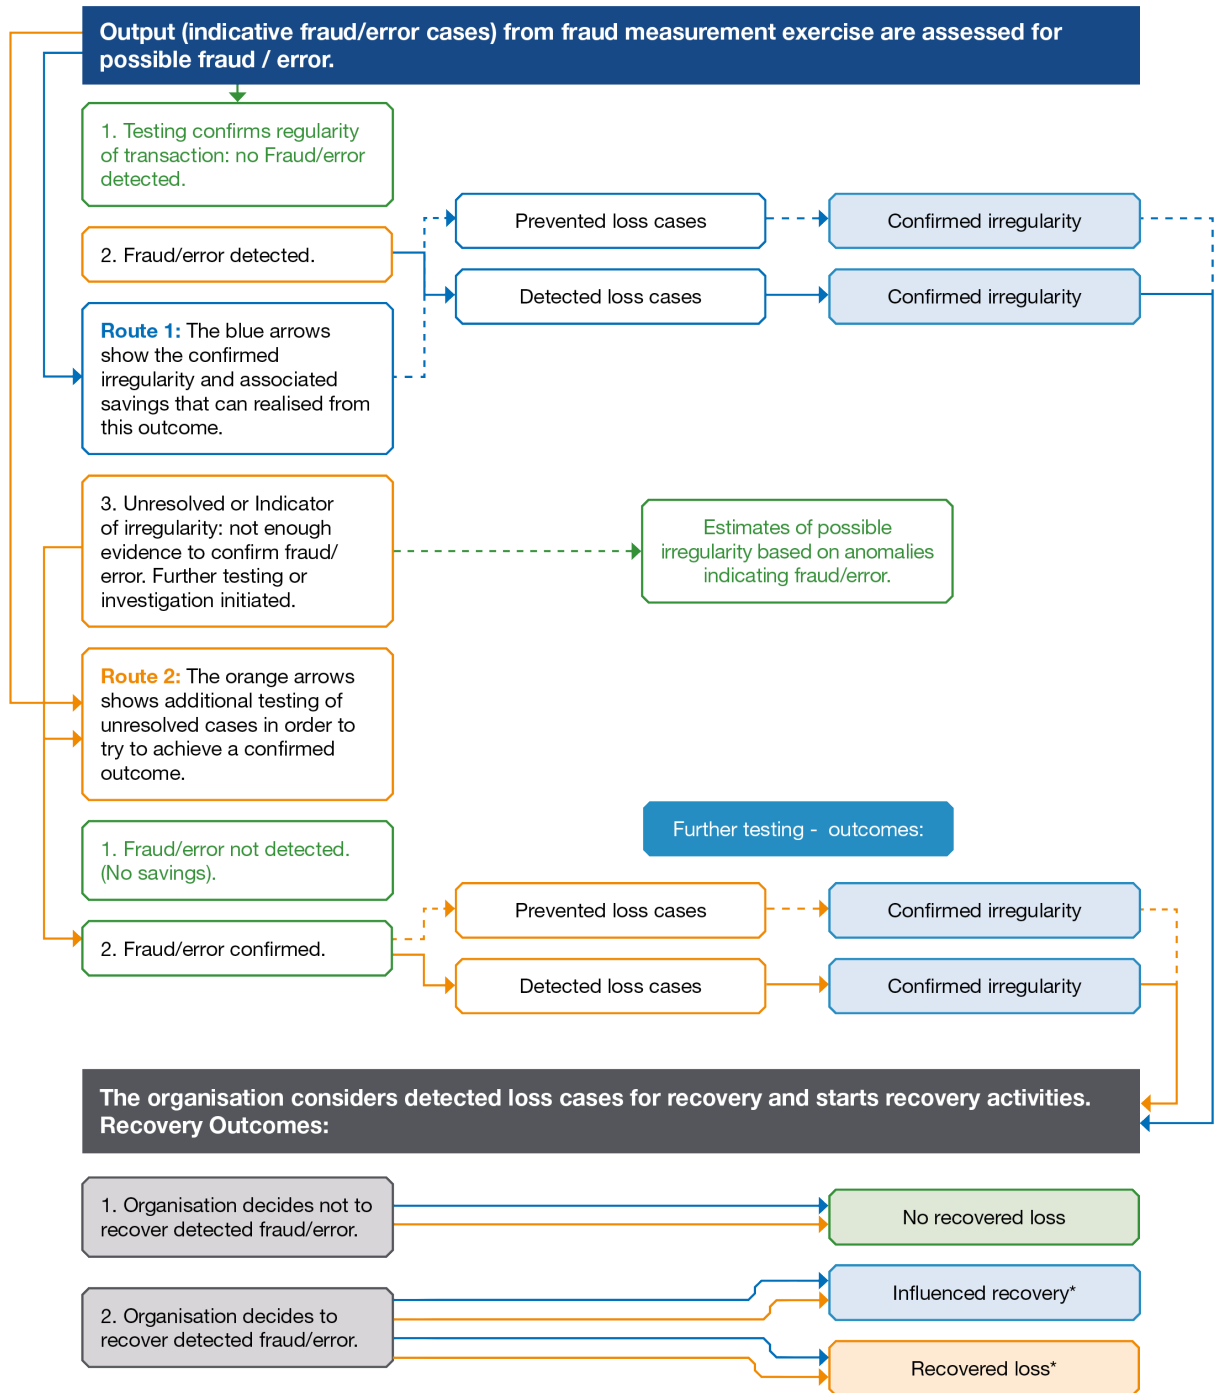 Output (indicative fraud/error cases) from fraud measurement exercise are assessed for
possible fraud / error.
1. Testing confirms regularity
of transaction: no Fraud/error
detected.
2. Fraud/error detected.
Prevented loss cases
Confirmed irregularity
Detected loss cases
Confirmed irregularity
Route 1: The blue arrows
show the confirmed
irregularity and associated
savings that can realised from
this outcome.
3. Unresolved or Indicator
of irregularity: not enough
evidence to confirm fraud/
error. Further testing or
investigation initiated.
Estimates of possible
irregularity based on anomalies
indicating fraud/error.
Route 2: The orange arrows
shows additional testing of
unresolved cases in order to
try to achieve a confirmed
outcome.
Further testing -  outcomes:
1. Fraud/error not detected.
(No savings).
2. Fraud/error confirmed.
Prevented loss cases
Confirmed irregularity
Detected loss cases
Confirmed irregularity
The organisation considers detected loss cases for recovery and starts recovery activities.
Recovery Outcomes:
1. Organisation decides not to
recover detected fraud/error.
No recovered loss
2. Organisation decides to
recover detected fraud/error.
Influenced recovery*
Recovered loss*